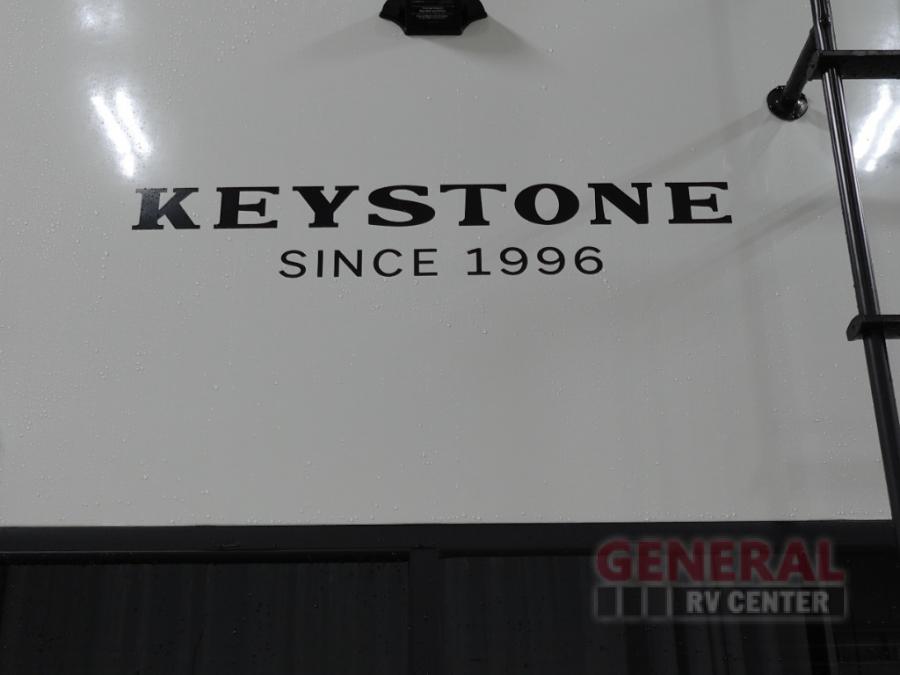 KEYSTONE
SINCE 1996
GENERAL
RV CENTER